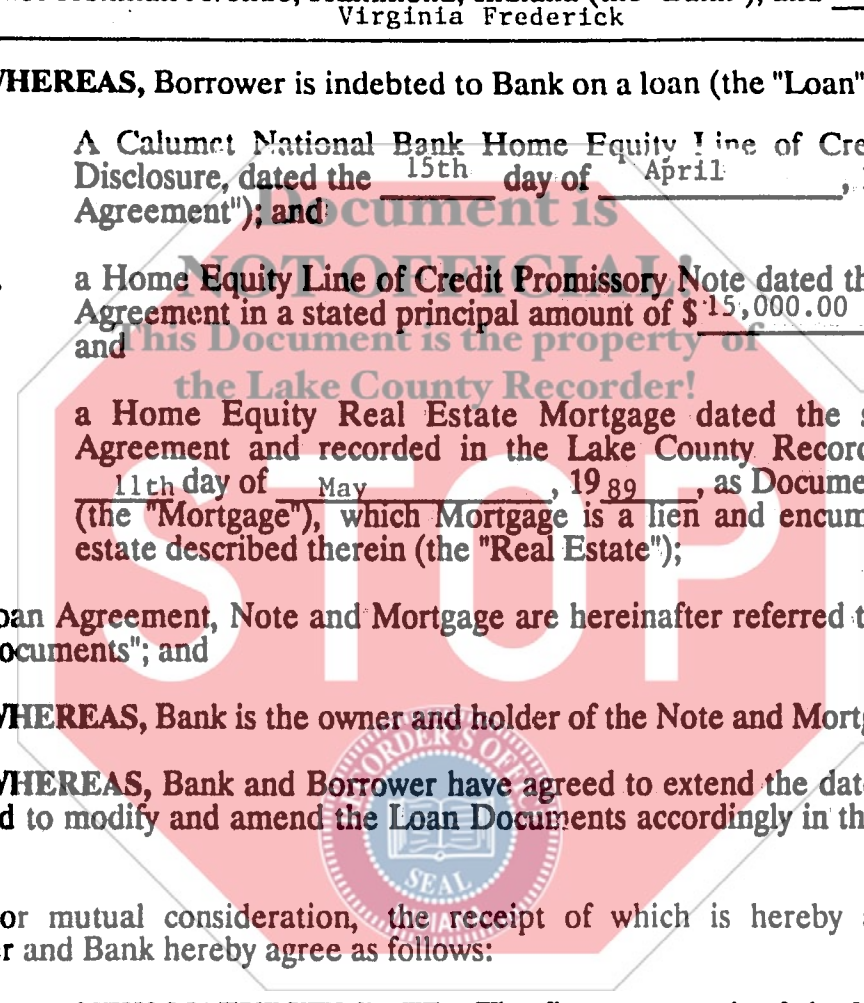 Virginia Frederick
WHEREAS, Borrower is indebted to Bank on a loan (the "Loan"
A Calumet National Bank Home Equity Line of Cre
Disclosure, dated the 15th day of April ,
Agreement"); and
Document is
NOT OFFICIAL!
a Home Equity Line of Credit Promissory Note dated th
Agreement in a stated principal amount of $ 15,000.00
and
This Document is the property of
the Lake County Recorder!
a Home Equity Real Estate Mortgage dated the s
Agreement and recorded in the Lake County Record
11th day of May , 19 89 , as Docume
(the "Mortgage"), which Mortgage is a lien and encum
estate described therein (the "Real Estate");
STOP
oan Agreement, Note and Mortgage are hereinafter referred t
ocuments"; and
WHEREAS, Bank is the owner and holder of the Note and Mortg
WHEREAS, Bank and Borrower have agreed to extend the dat
d to modify and amend the Loan Documents accordingly in th
SEAL
or mutual consideration, the receipt of which is hereby
r and Bank hereby agree as follows: